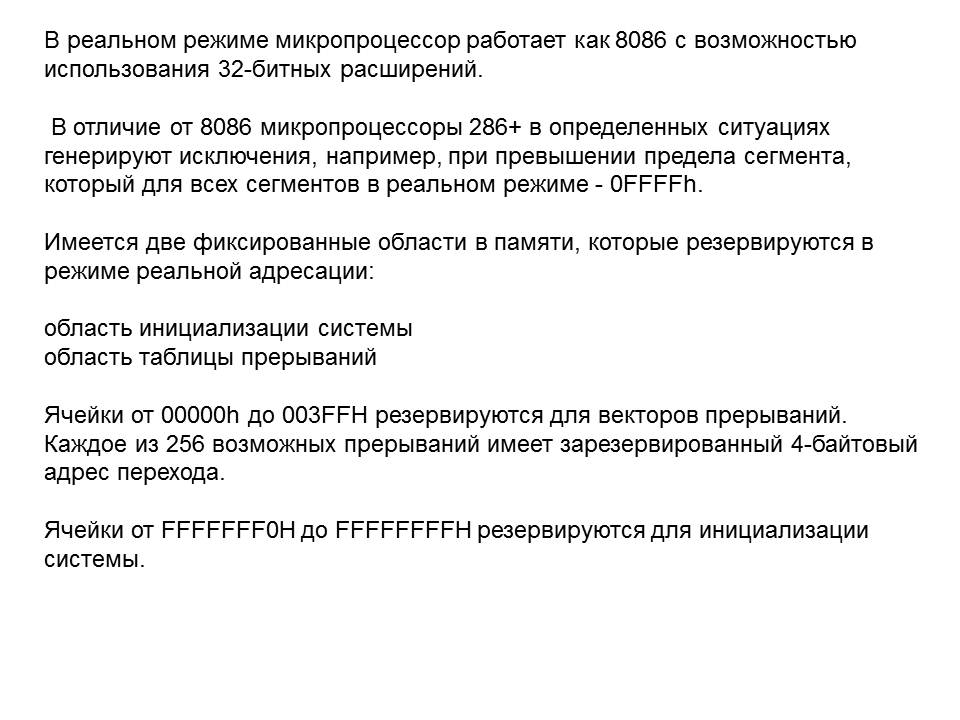 В реальном режиме микропроцессор работает как 8086 с возможностью
использования 32-битных расширений.
В отличие от 8086 микропроцессоры 286+ в определенных ситуациях
генерируют исключения, например, при превышении предела сегмента,
который для всех сегментов в реальном режиме - 0FFFFh.
Имеется две фиксированные области в памяти, которые резервируются в
режиме реальной адресации:
область инициализации системы
область таблицы прерываний
Ячейки от 00000h до 003FFH резервируются для векторов прерываний.
Каждое из 256 возможных прерываний имеет зарезервированный 4-байтовый
адрес перехода.
Ячейки от FFFFFFF0H до FFFFFFFFH резервируются для инициализации
системы.